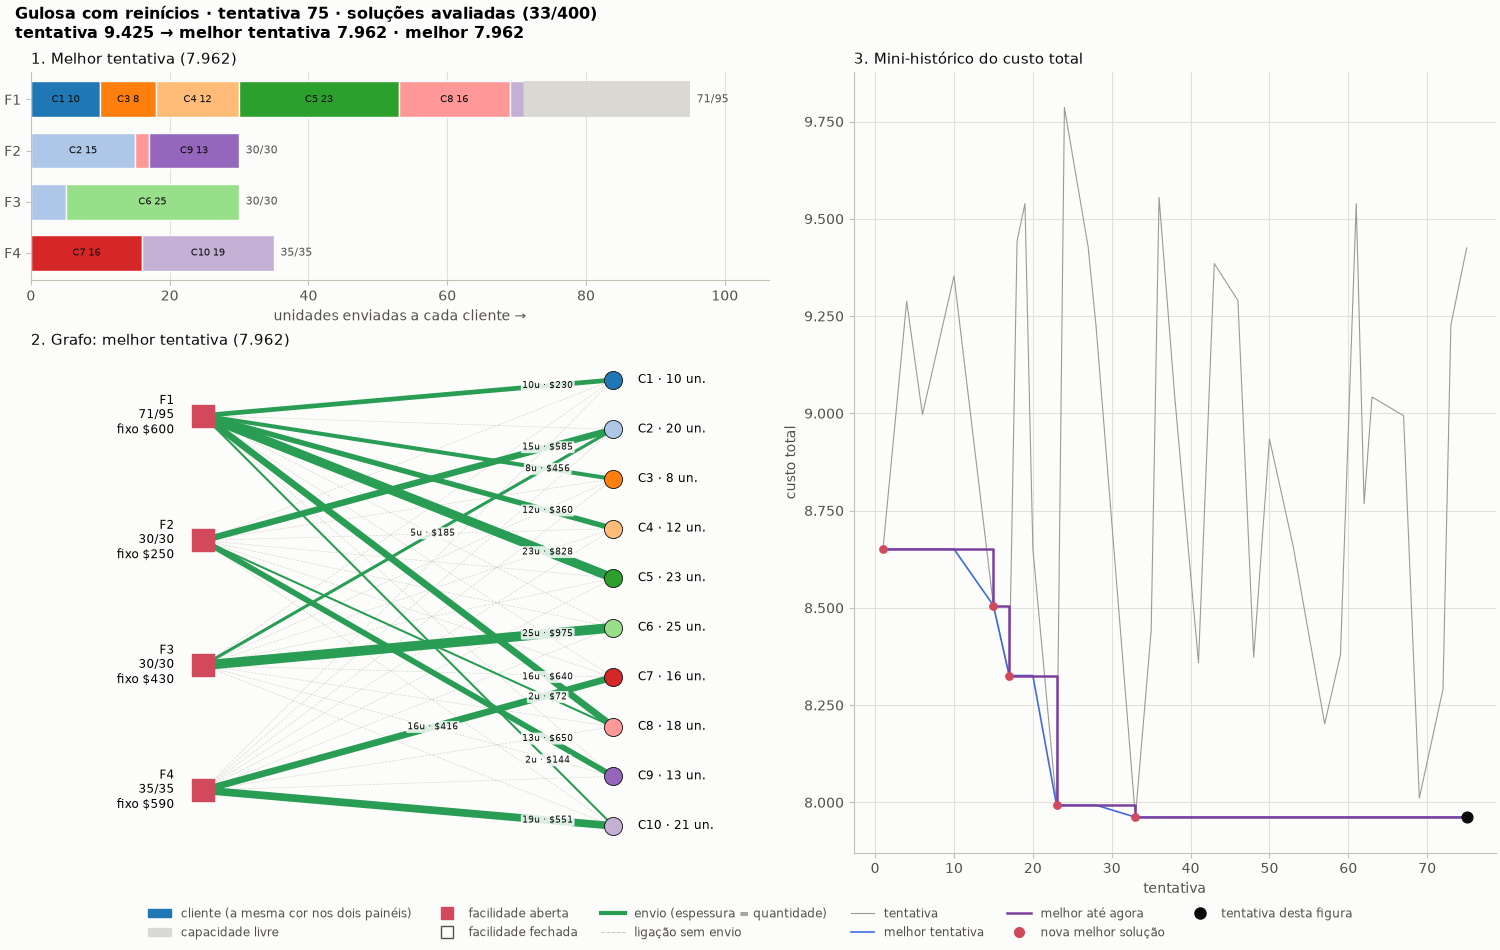 Gulosa com reinícios · tentativa 75 · soluções avaliadas (33/400)
tentativa 9.425 → melhor tentativa 7.962 · melhor 7.962
1. Melhor tentativa (7.962)
F1
C1 10
C3 8
C4 12
C5 23
C8 16
71/95
F2
C2 15
C9 13
30/30
F3
C6 25
30/30
F4
C7 16
C10 19
35/35
0
20
40
60
80
100
unidades enviadas a cada cliente →
2. Grafo: melhor tentativa (7.962)
F1
71/95
fixo $600
F2
30/30
fixo $250
F3
30/30
fixo $430
F4
35/35
fixo $590
10u · $230
15u · $585
8u · $456
12u · $360
5u · $185
23u · $828
25u · $975
16u · $640
2u · $72
16u · $416
13u · $650
2u · $144
19u · $551
C1 · 10 un.
C2 · 20 un.
C3 · 8 un.
C4 · 12 un.
C5 · 23 un.
C6 · 25 un.
C7 · 16 un.
C8 · 18 un.
C9 · 13 un.
C10 · 21 un.
3. Mini-histórico do custo total
9.750
9.500
9.250
9.000
8.750
8.500
8.250
8.000
custo total
0
10
20
30
40
50
60
70
tentativa
cliente (a mesma cor nos dois painéis)
capacidade livre
facilidade aberta
facilidade fechada
envio (espessura = quantidade)
ligação sem envio
tentativa
melhor tentativa
melhor até agora
nova melhor solução
tentativa desta figura